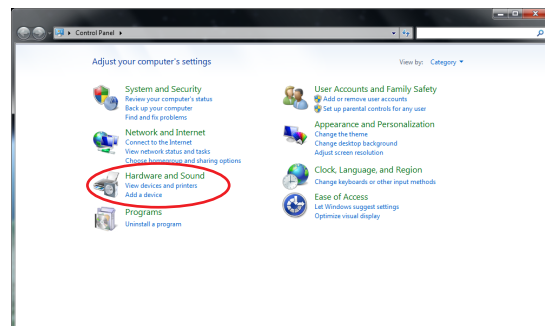 Control Panel
Adjust your computer's settings
View by: Category
System and Security
Review your computer's status
Back up your computer
Find and fix problems
Network and Internet
Connect to the Internet
View network status and tasks
Choose homegroup and sharing options
Hardware and Sound
View devices and printers
Add a device
Programs
Uninstall a program
User Accounts and Family Safety
Add or remove user accounts
Set up parental controls for any user
Appearance and Personalization
Change the theme
Change desktop background
Adjust screen resolution
Clock, Language, and Region
Change keyboards or other input methods
Ease of Access
Let Windows suggest settings
Optimize visual display